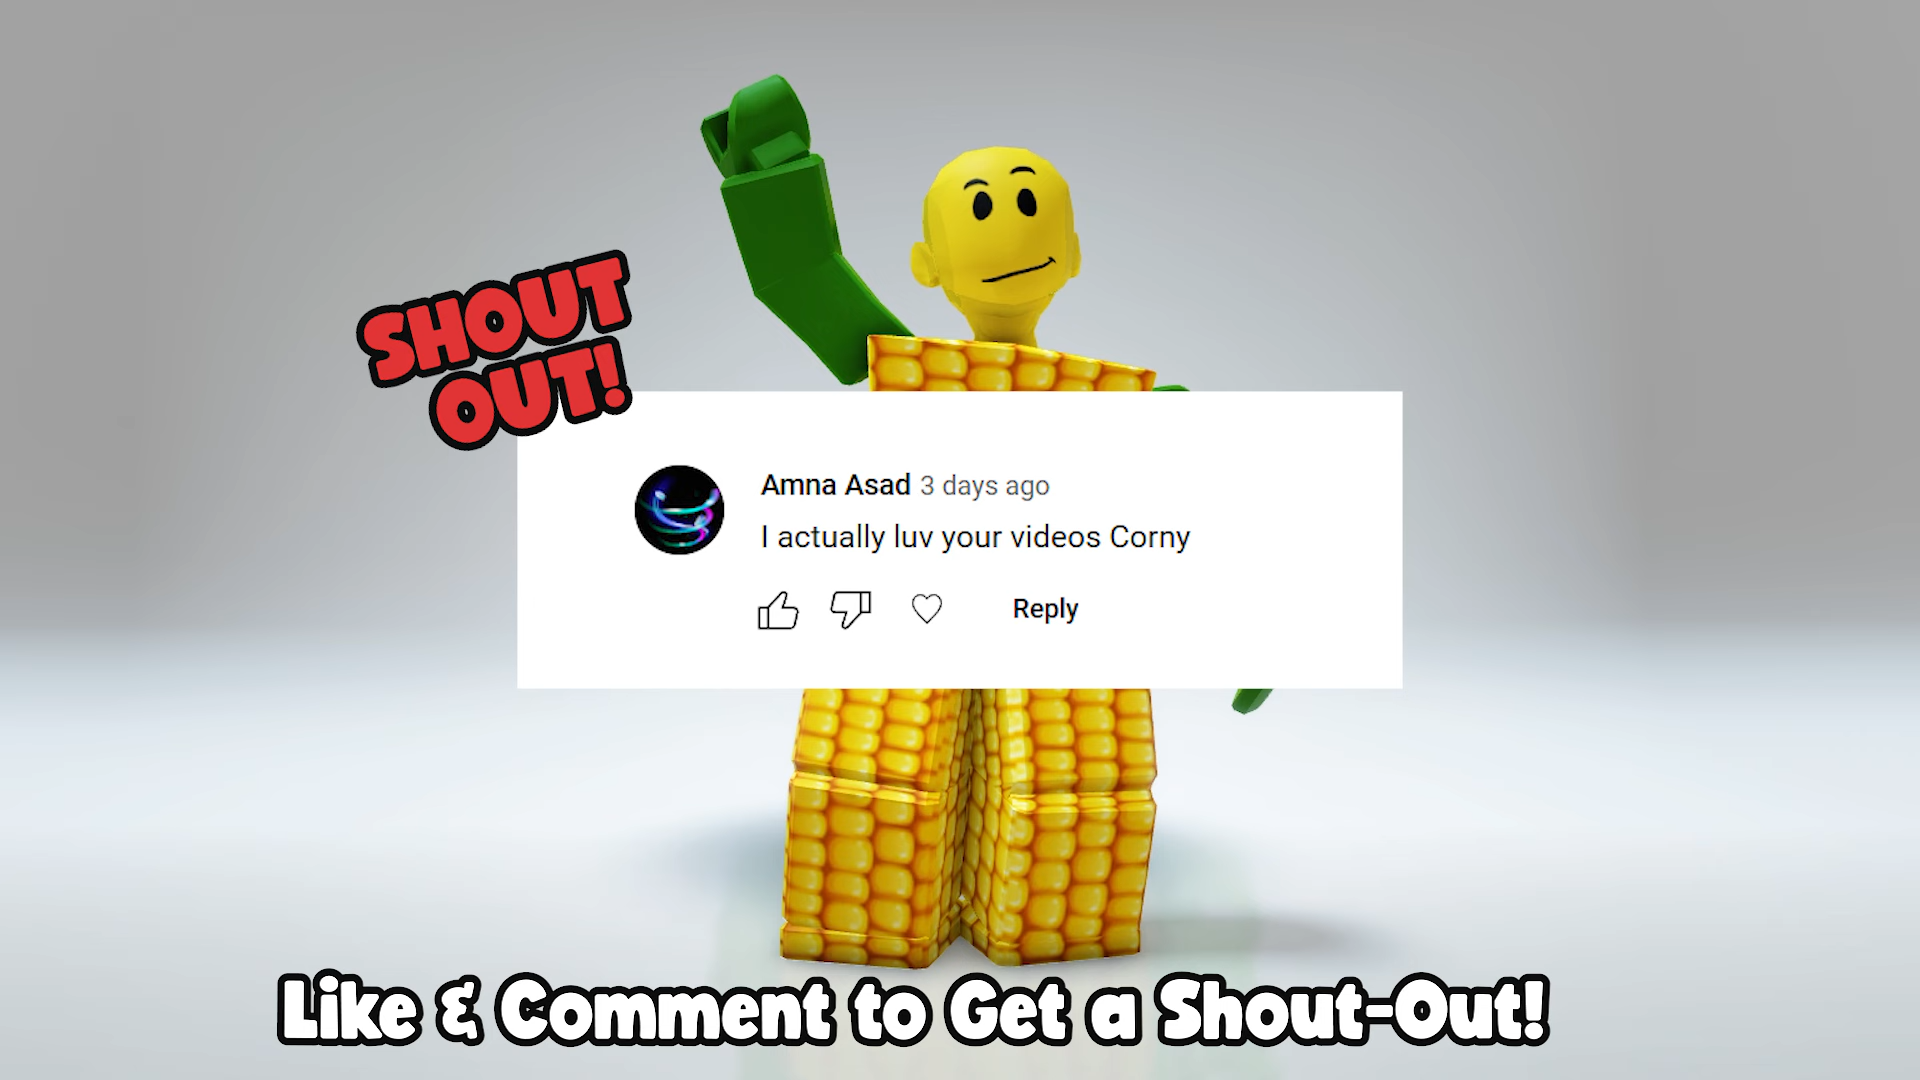 SHOUT
OUT!
Amna Asad 3 days ago
I actually luv your videos Corny
Reply
Like & Comment to Get a Shout-Out!